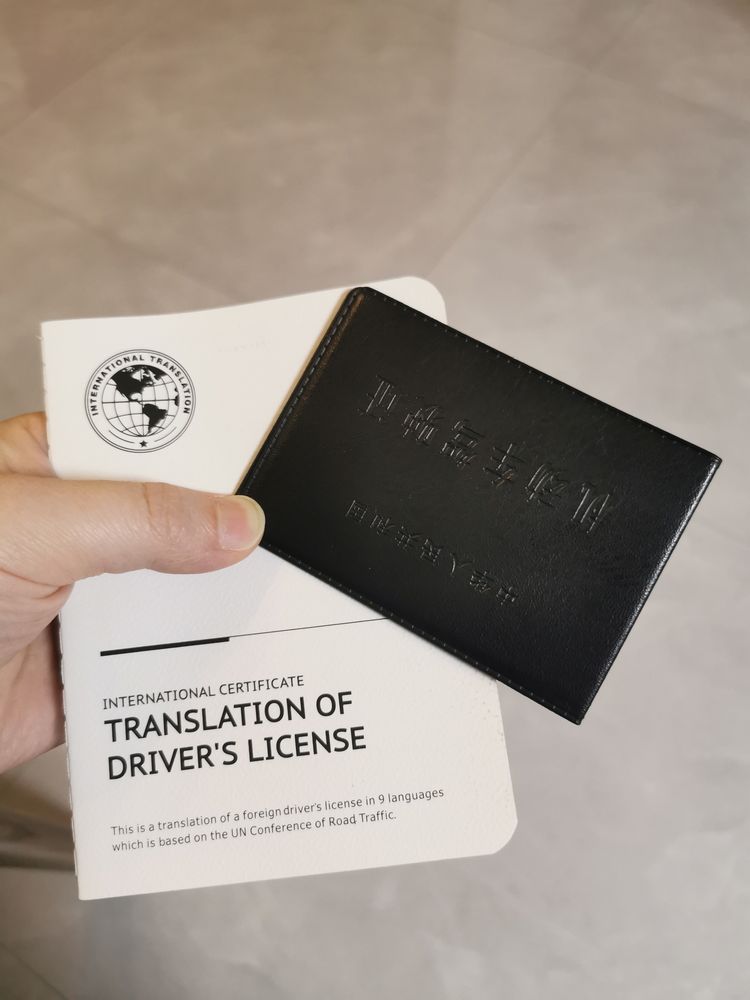 INTERNATIONAL TRANSLATION
INTERNATIONAL CERTIFICATE
TRANSLATION OF
DRIVER'S LICENSE
This is a translation of a foreign driver's license in 9 languages
which is based on the UN Conference of Road Traffic.
中华人民共和国
机动车驾驶证